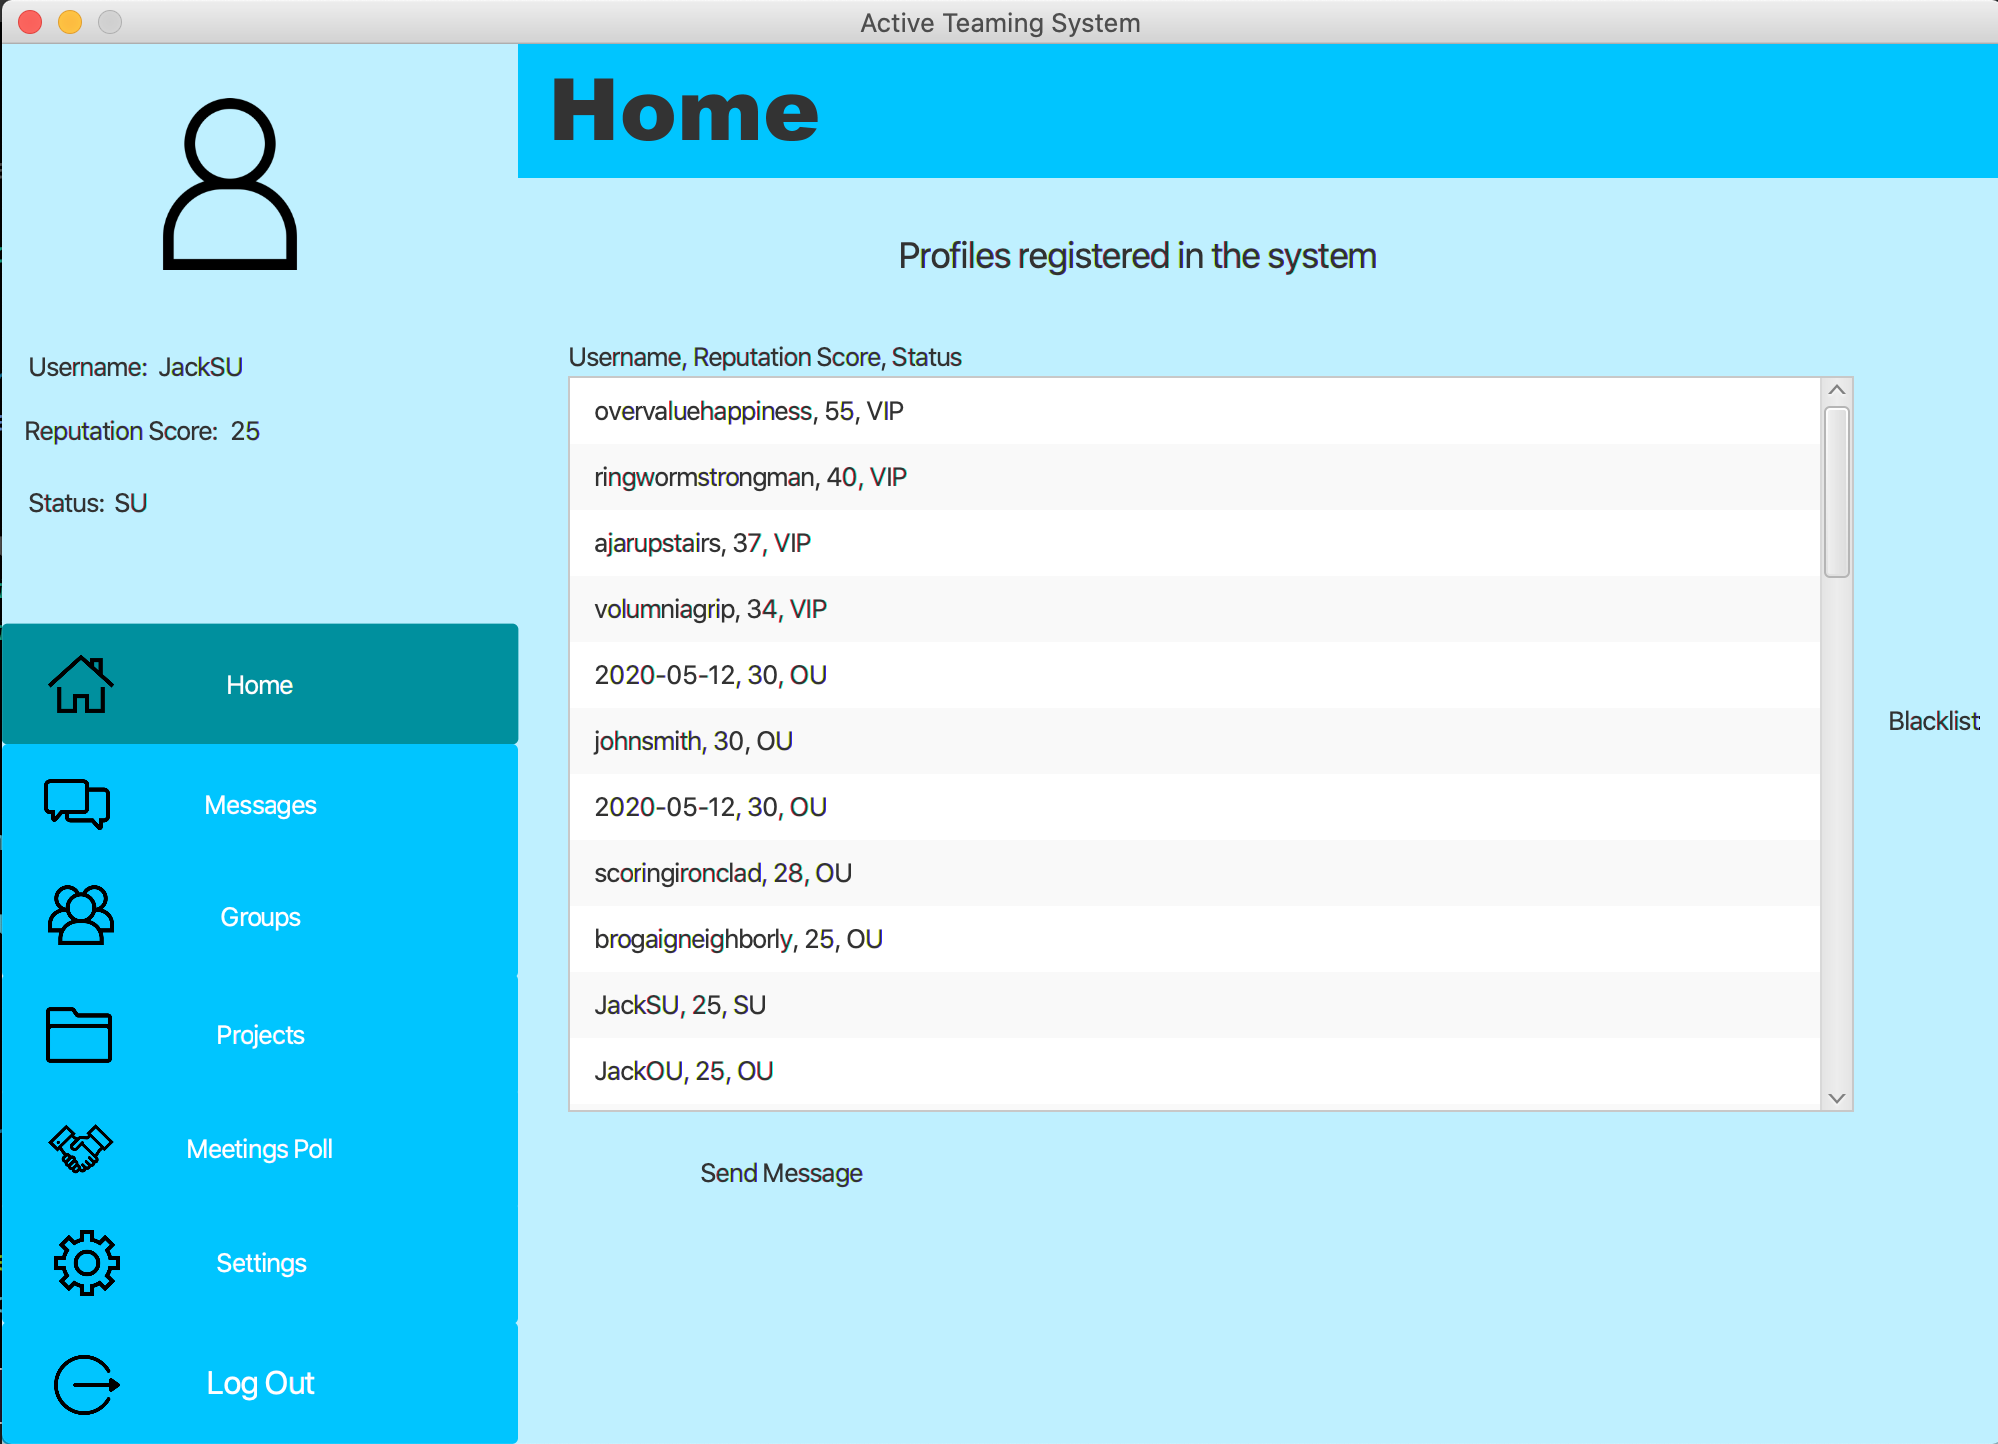 Active Teaming System
Home
Username: JackSU
Reputation Score: 25
Status: SU
Home
Messages
Groups
Projects
Meetings Poll
Settings
Log Out
Profiles registered in the system
Username, Reputation Score, Status
overvaluehappiness, 55, VIP
ringwormstrongman, 40, VIP
ajarupstairs, 37, VIP
volumniagrip, 34, VIP
2020-05-12, 30, OU
johnsmith, 30, OU
2020-05-12, 30, OU
scoringironclad, 28, OU
brogaigneighborly, 25, OU
JackSU, 25, SU
JackOU, 25, OU
Blacklist
Send Message